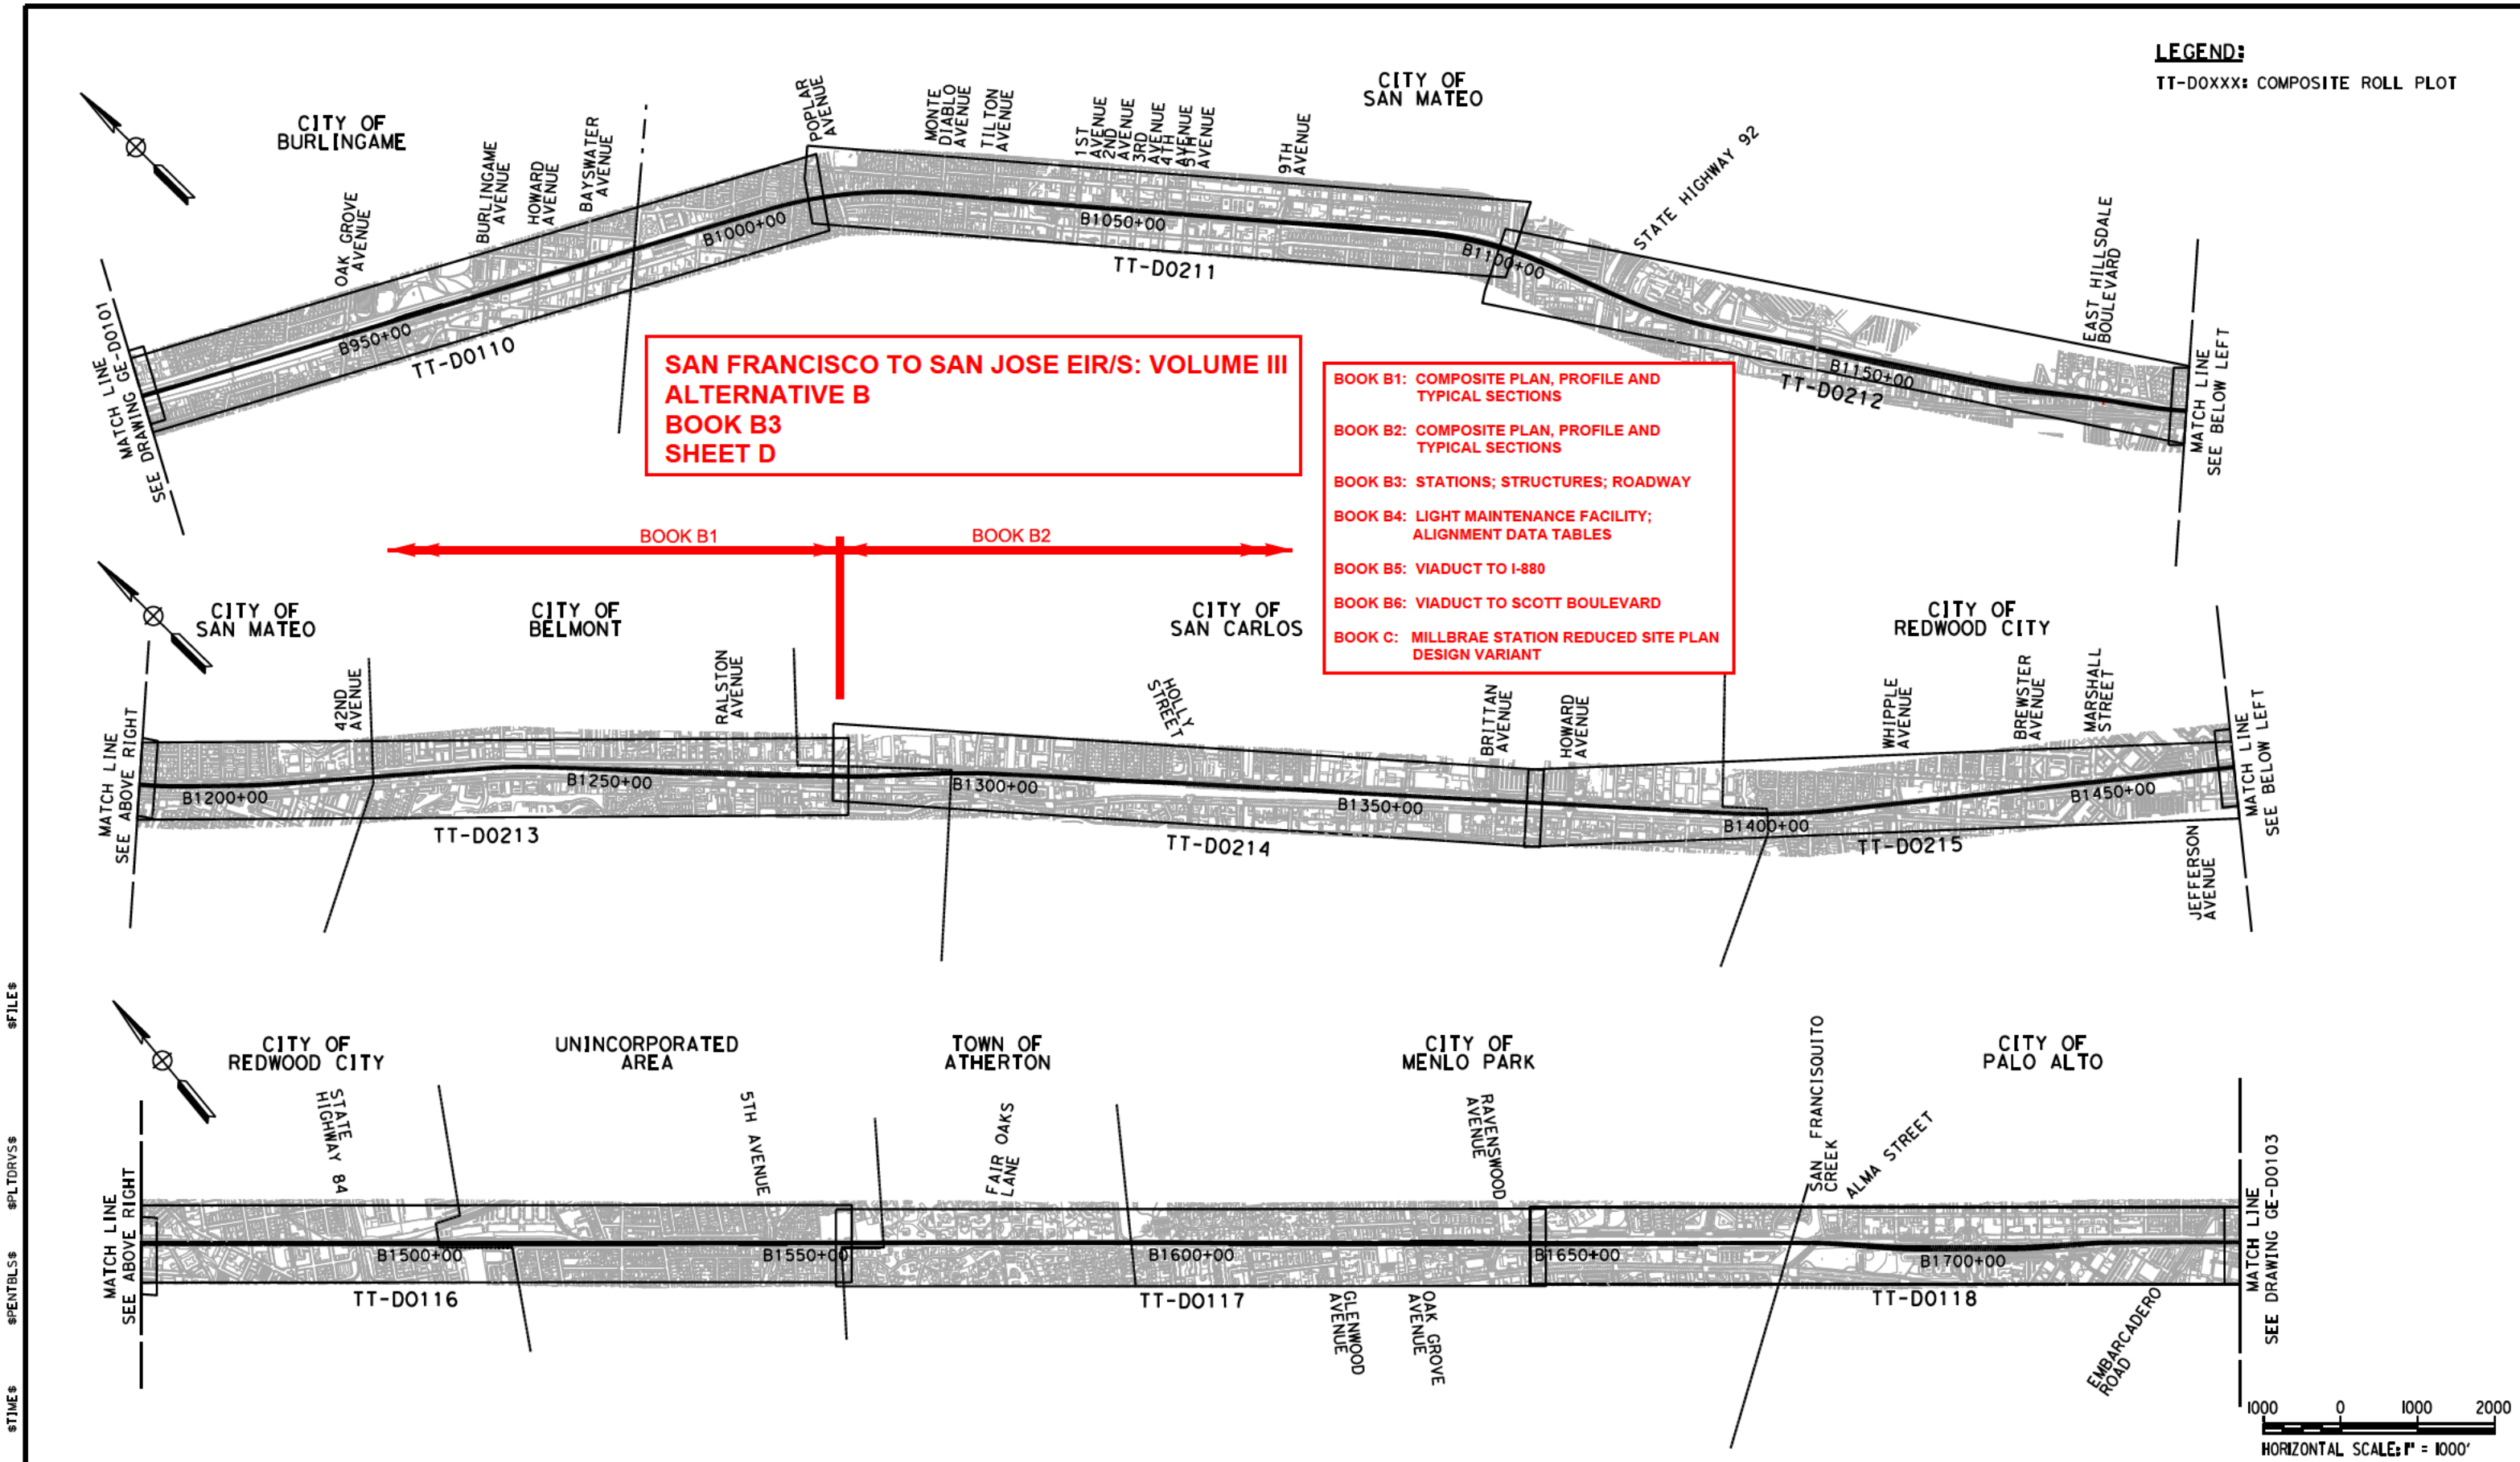 LEGEND:
TT-D0XXX: COMPOSITE ROLL PLOT
CITY OF
BURLINGAME
CITY OF
SAN MATEO
OAK GROVE
AVENUE
BURLINGAME
AVENUE
HOWARD
AVENUE
BAYSWATER
AVENUE
POPLAR
AVENUE
MONTE
DIABLO
AVENUE
TILTON
AVENUE
1ST
AVENUE
2ND
AVENUE
3RD
AVENUE
4TH
AVENUE
5TH
AVENUE
9TH
AVENUE
STATE HIGHWAY 92
EAST HILLSDALE
BOULEVARD
MATCH LINE
SEE DRAWING GE-D0101
B950+00
TT-D0110
B1000+00
B1050+00
TT-D0211
B1100+00
B1150+00
TT-D0212
MATCH LINE
SEE BELOW LEFT
SAN FRANCISCO TO SAN JOSE EIR/S: VOLUME III
ALTERNATIVE B
BOOK B3
SHEET D
BOOK B1: COMPOSITE PLAN, PROFILE AND
TYPICAL SECTIONS
BOOK B2: COMPOSITE PLAN, PROFILE AND
TYPICAL SECTIONS
BOOK B3: STATIONS; STRUCTURES; ROADWAY
BOOK B4: LIGHT MAINTENANCE FACILITY;
ALIGNMENT DATA TABLES
BOOK B5: VIADUCT TO I-880
BOOK B6: VIADUCT TO SCOTT BOULEVARD
BOOK C: MILLBRAE STATION REDUCED SITE PLAN
DESIGN VARIANT
BOOK B1
BOOK B2
CITY OF
SAN MATEO
CITY OF
BELMONT
CITY OF
SAN CARLOS
CITY OF
REDWOOD CITY
42ND
AVENUE
RALSTON
AVENUE
HOLLY
STREET
BRITTAN
AVENUE
HOWARD
AVENUE
WHIPPLE
AVENUE
BREWSTER
AVENUE
MARSHALL
STREET
JEFFERSON
AVENUE
MATCH LINE
SEE ABOVE RIGHT
B1200+00
TT-D0213
B1250+00
B1300+00
TT-D0214
B1350+00
B1400+00
TT-D0215
B1450+00
MATCH LINE
SEE BELOW LEFT
CITY OF
REDWOOD CITY
UNINCORPORATED
AREA
TOWN OF
ATHERTON
CITY OF
MENLO PARK
CITY OF
PALO ALTO
STATE
HIGHWAY 84
5TH AVENUE
FAIR OAKS
LANE
RAVENSWOOD
AVENUE
SAN FRANCISQUITO
CREEK
ALMA STREET
MATCH LINE
SEE ABOVE RIGHT
B1500+00
TT-D0116
B1550+00
B1600+00
TT-D0117
B1650+00
B1700+00
TT-D0118
GLENWOOD
AVENUE
OAK GROVE
AVENUE
EMBARCADERO
ROAD
MATCH LINE
SEE DRAWING GE-D0103
1000 0 1000 2000
HORIZONTAL SCALE: 1" = 1000'
$FILE$
$PLTDRVS$
$PENTBLS$
$TIME$